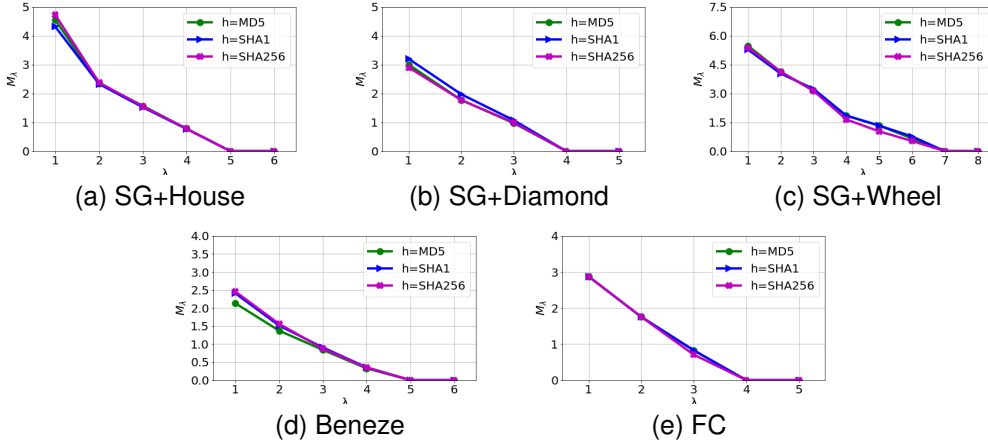 5
4
3
2
1
0
M_λ
1 2 3 4 5 6
λ
h=MD5
h=SHA1
h=SHA256
(a) SG+House
5
4
3
2
1
0
M_λ
1 2 3 4 5
λ
h=MD5
h=SHA1
h=SHA256
(b) SG+Diamond
7.5
6.0
4.5
3.0
1.5
0.0
M_λ
1 2 3 4 5 6 7 8
λ
h=MD5
h=SHA1
h=SHA256
(c) SG+Wheel
4.0
3.5
3.0
2.5
2.0
1.5
1.0
0.5
0.0
M_λ
1 2 3 4 5 6
λ
h=MD5
h=SHA1
h=SHA256
(d) Beneze
4
3
2
1
0
M_λ
1 2 3 4 5
λ
h=MD5
h=SHA1
h=SHA256
(e) FC